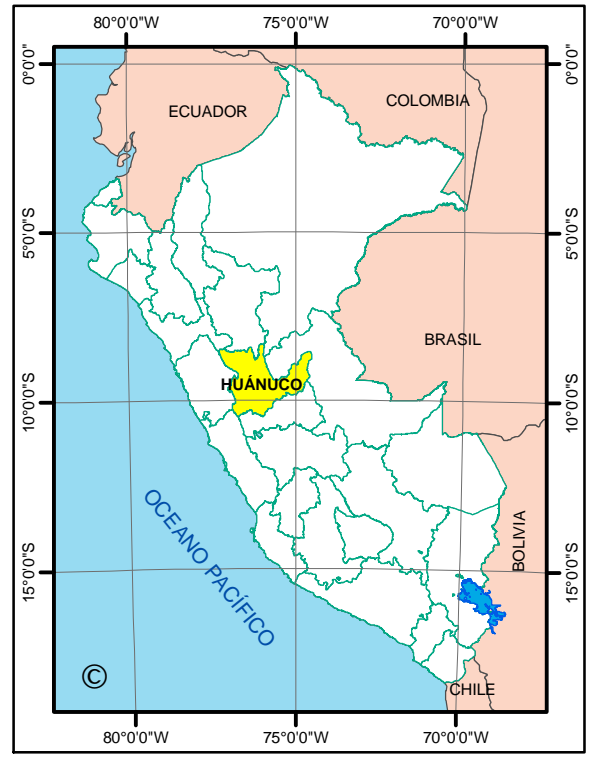 80°0'0"W 75°0'0"W 70°0'0"W
0°0'0" 0°0'0"
ECUADOR
COLOMBIA
5°0'0"S 5°0'0"S
BRASIL
HUÁNUCO
10°0'0"S 10°0'0"S
OCEANO PACÍFICO
BOLIVIA
15°0'0"S 15°0'0"S
©
CHILE
80°0'0"W 75°0'0"W 70°0'0"W